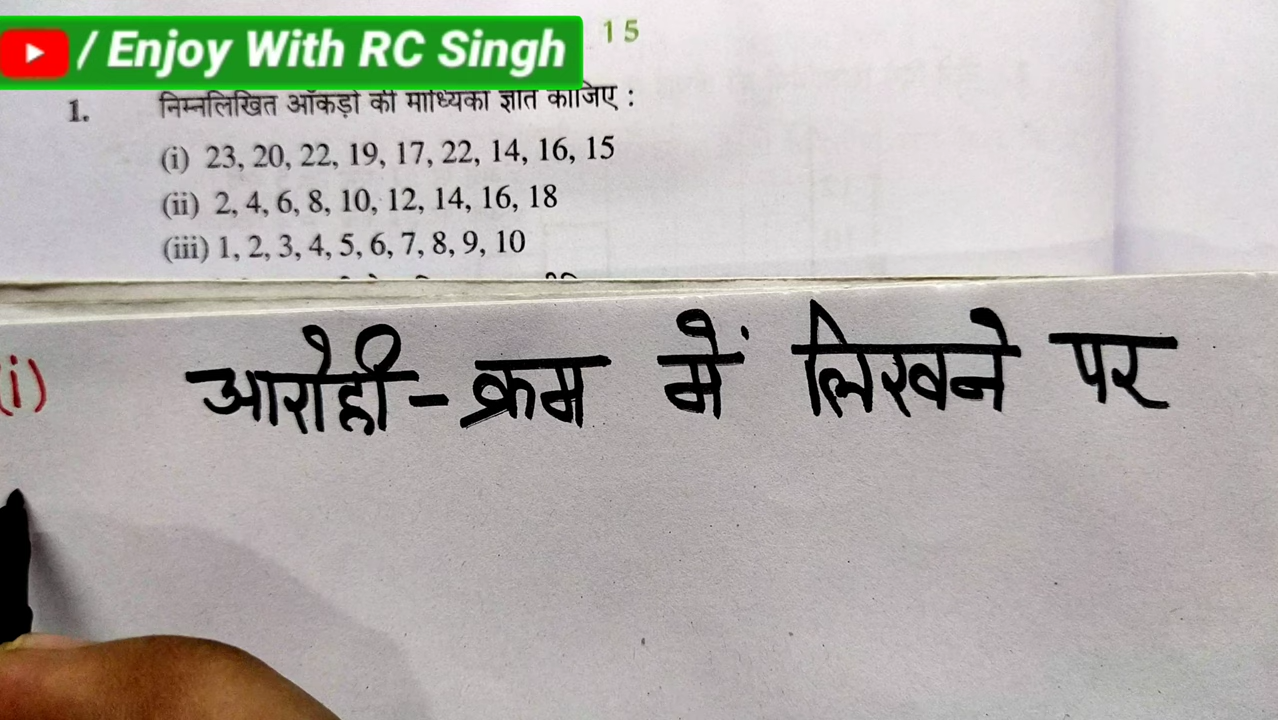 / Enjoy With RC Singh
15
1. निम्नलिखित आँकड़ों की माध्यिका ज्ञात कीजिए :
(i) 23, 20, 22, 19, 17, 22, 14, 16, 15
(ii) 2, 4, 6, 8, 10, 12, 14, 16, 18
(iii) 1, 2, 3, 4, 5, 6, 7, 8, 9, 10
(i) आरोही - क्रम में लिखने पर